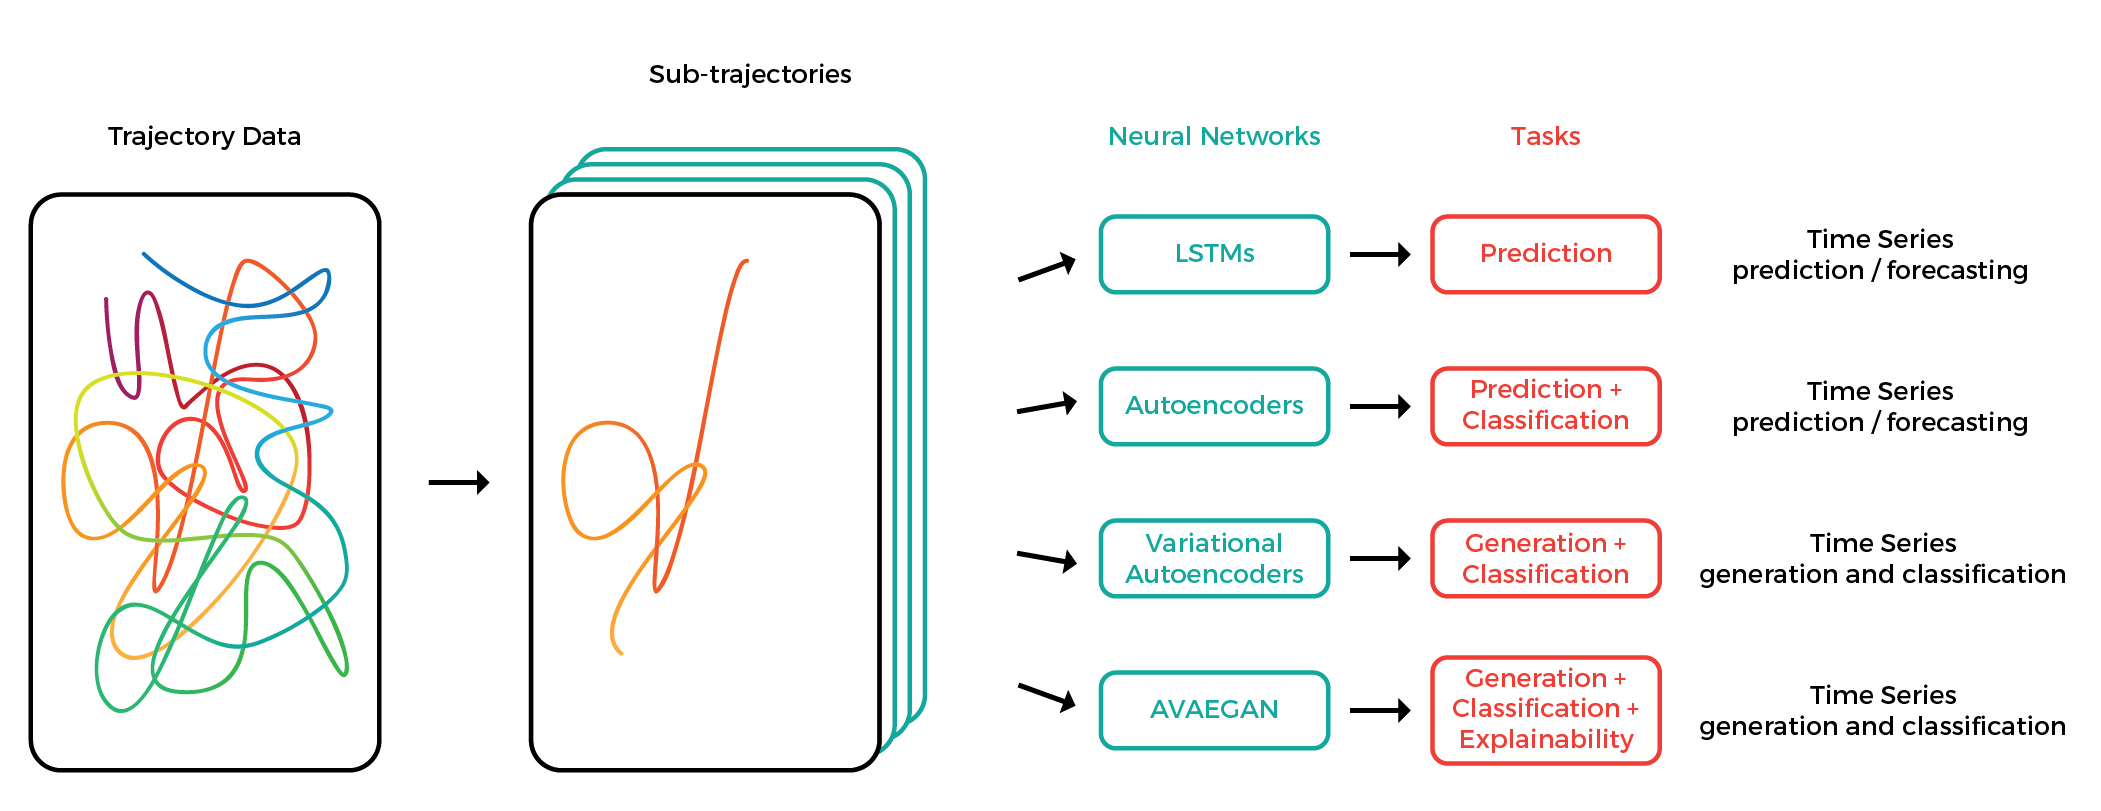 Sub-trajectories
Trajectory Data
Neural Networks
Tasks
LSTMs
Prediction
Time Series
prediction / forecasting
Autoencoders
Prediction +
Classification
Time Series
prediction / forecasting
Variational
Autoencoders
Generation +
Classification
Time Series
generation and classification
AVAEGAN
Generation +
Classification +
Explainability
Time Series
generation and classification